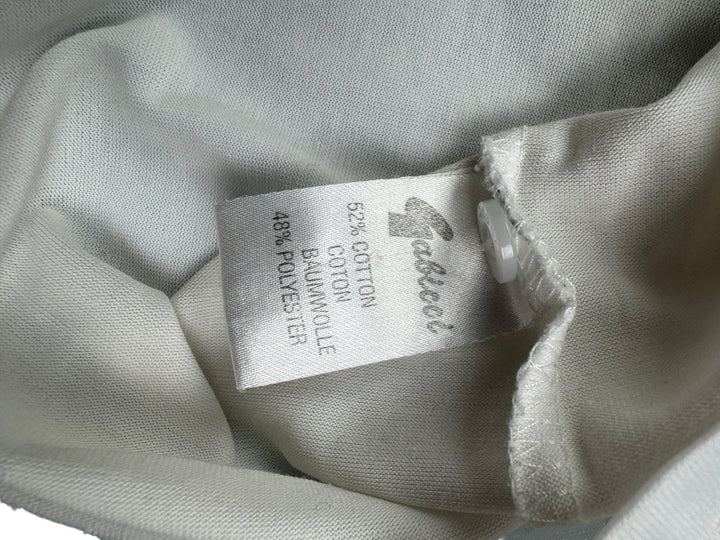 Gabicci
52% COTTON
COTON
BAUMWOLLE
48% POLYESTER